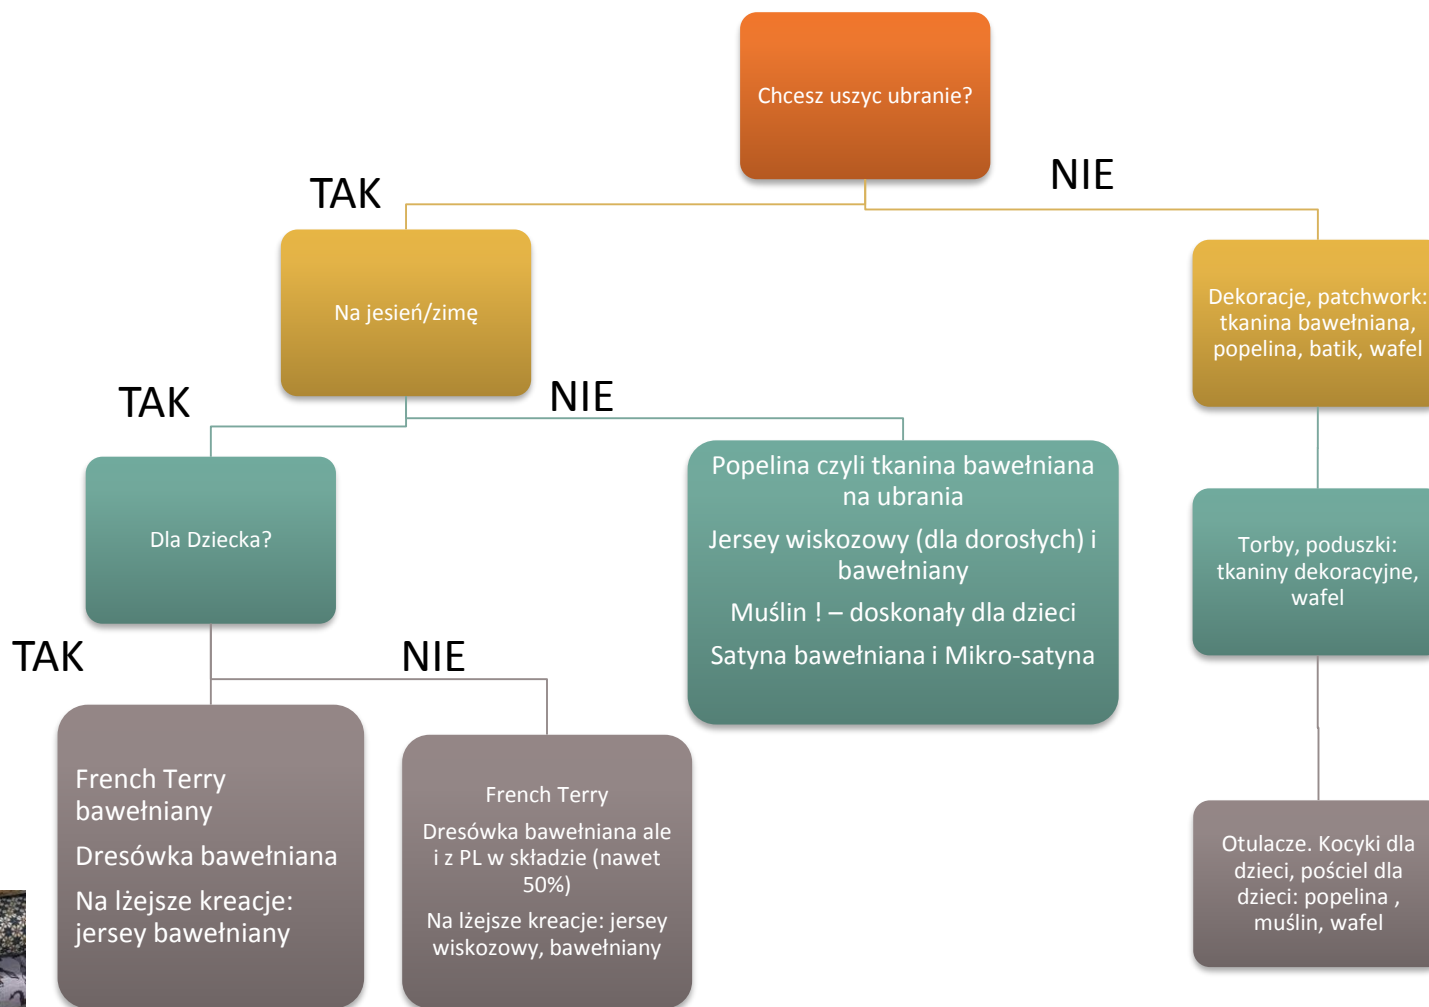 Chcesz uszyc ubranie?
TAK
NIE
Na jesień/zimę
Dekoracje, patchwork:
tkanina bawełniana,
popelina, batik, wafel
TAK
NIE
Dla Dziecka?
Popelina czyli tkanina bawełniana
na ubrania
Jersey wiskozowy (dla dorosłych) i
bawełniany
Muślin ! – doskonały dla dzieci
Satyna bawełniana i Mikro-satyna
Torby, poduszki:
tkaniny dekoracyjne,
wafel
TAK
NIE
French Terry
bawełniany
Dresówka bawełniana
Na lżejsze kreacje:
jersey bawełniany
French Terry
Dresówka bawełniana ale
i z PL w składzie (nawet
50%)
Na lżejsze kreacje: jersey
wiskozowy, bawełniany
Otulacze. Kocyki dla
dzieci, pościel dla
dzieci: popelina ,
muślin, wafel